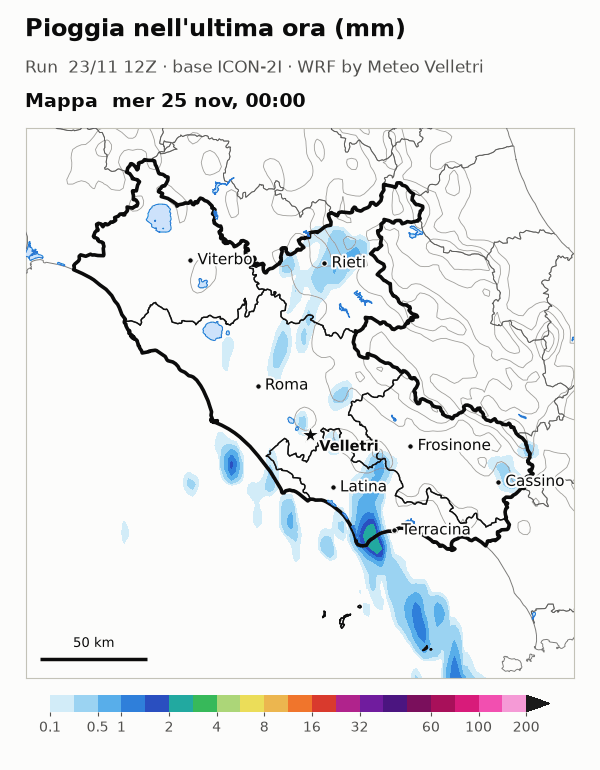 Pioggia nell'ultima ora (mm)
Run  23/11 12Z · base ICON-2I · WRF by Meteo Velletri
Mappa  mer 25 nov, 00:00
Viterbo
Rieti
Roma
Velletri
Frosinone
Latina
Cassino
Terracina
50 km
0.1 0.5 1 2 4 8 16 32 60 100 200